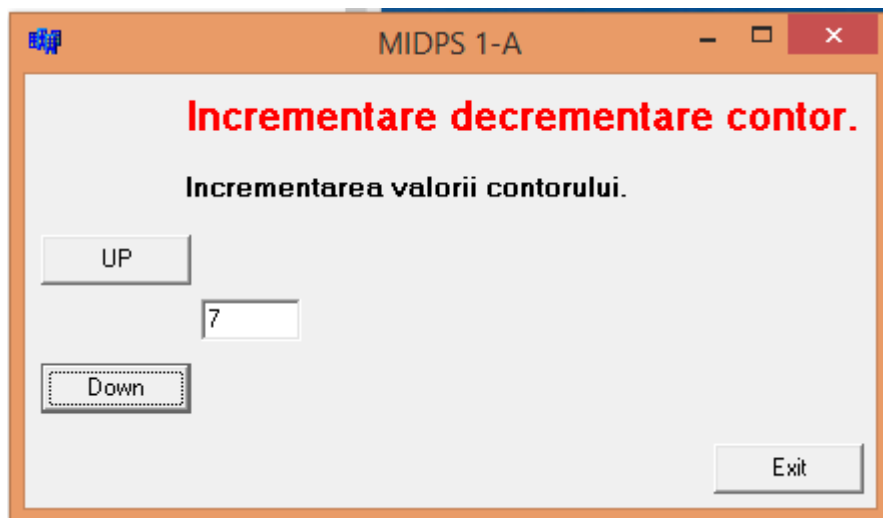 MIDPS 1-A
Incrementare decrementare contor.
Incrementarea valorii contorului.
UP
7
Down
Exit